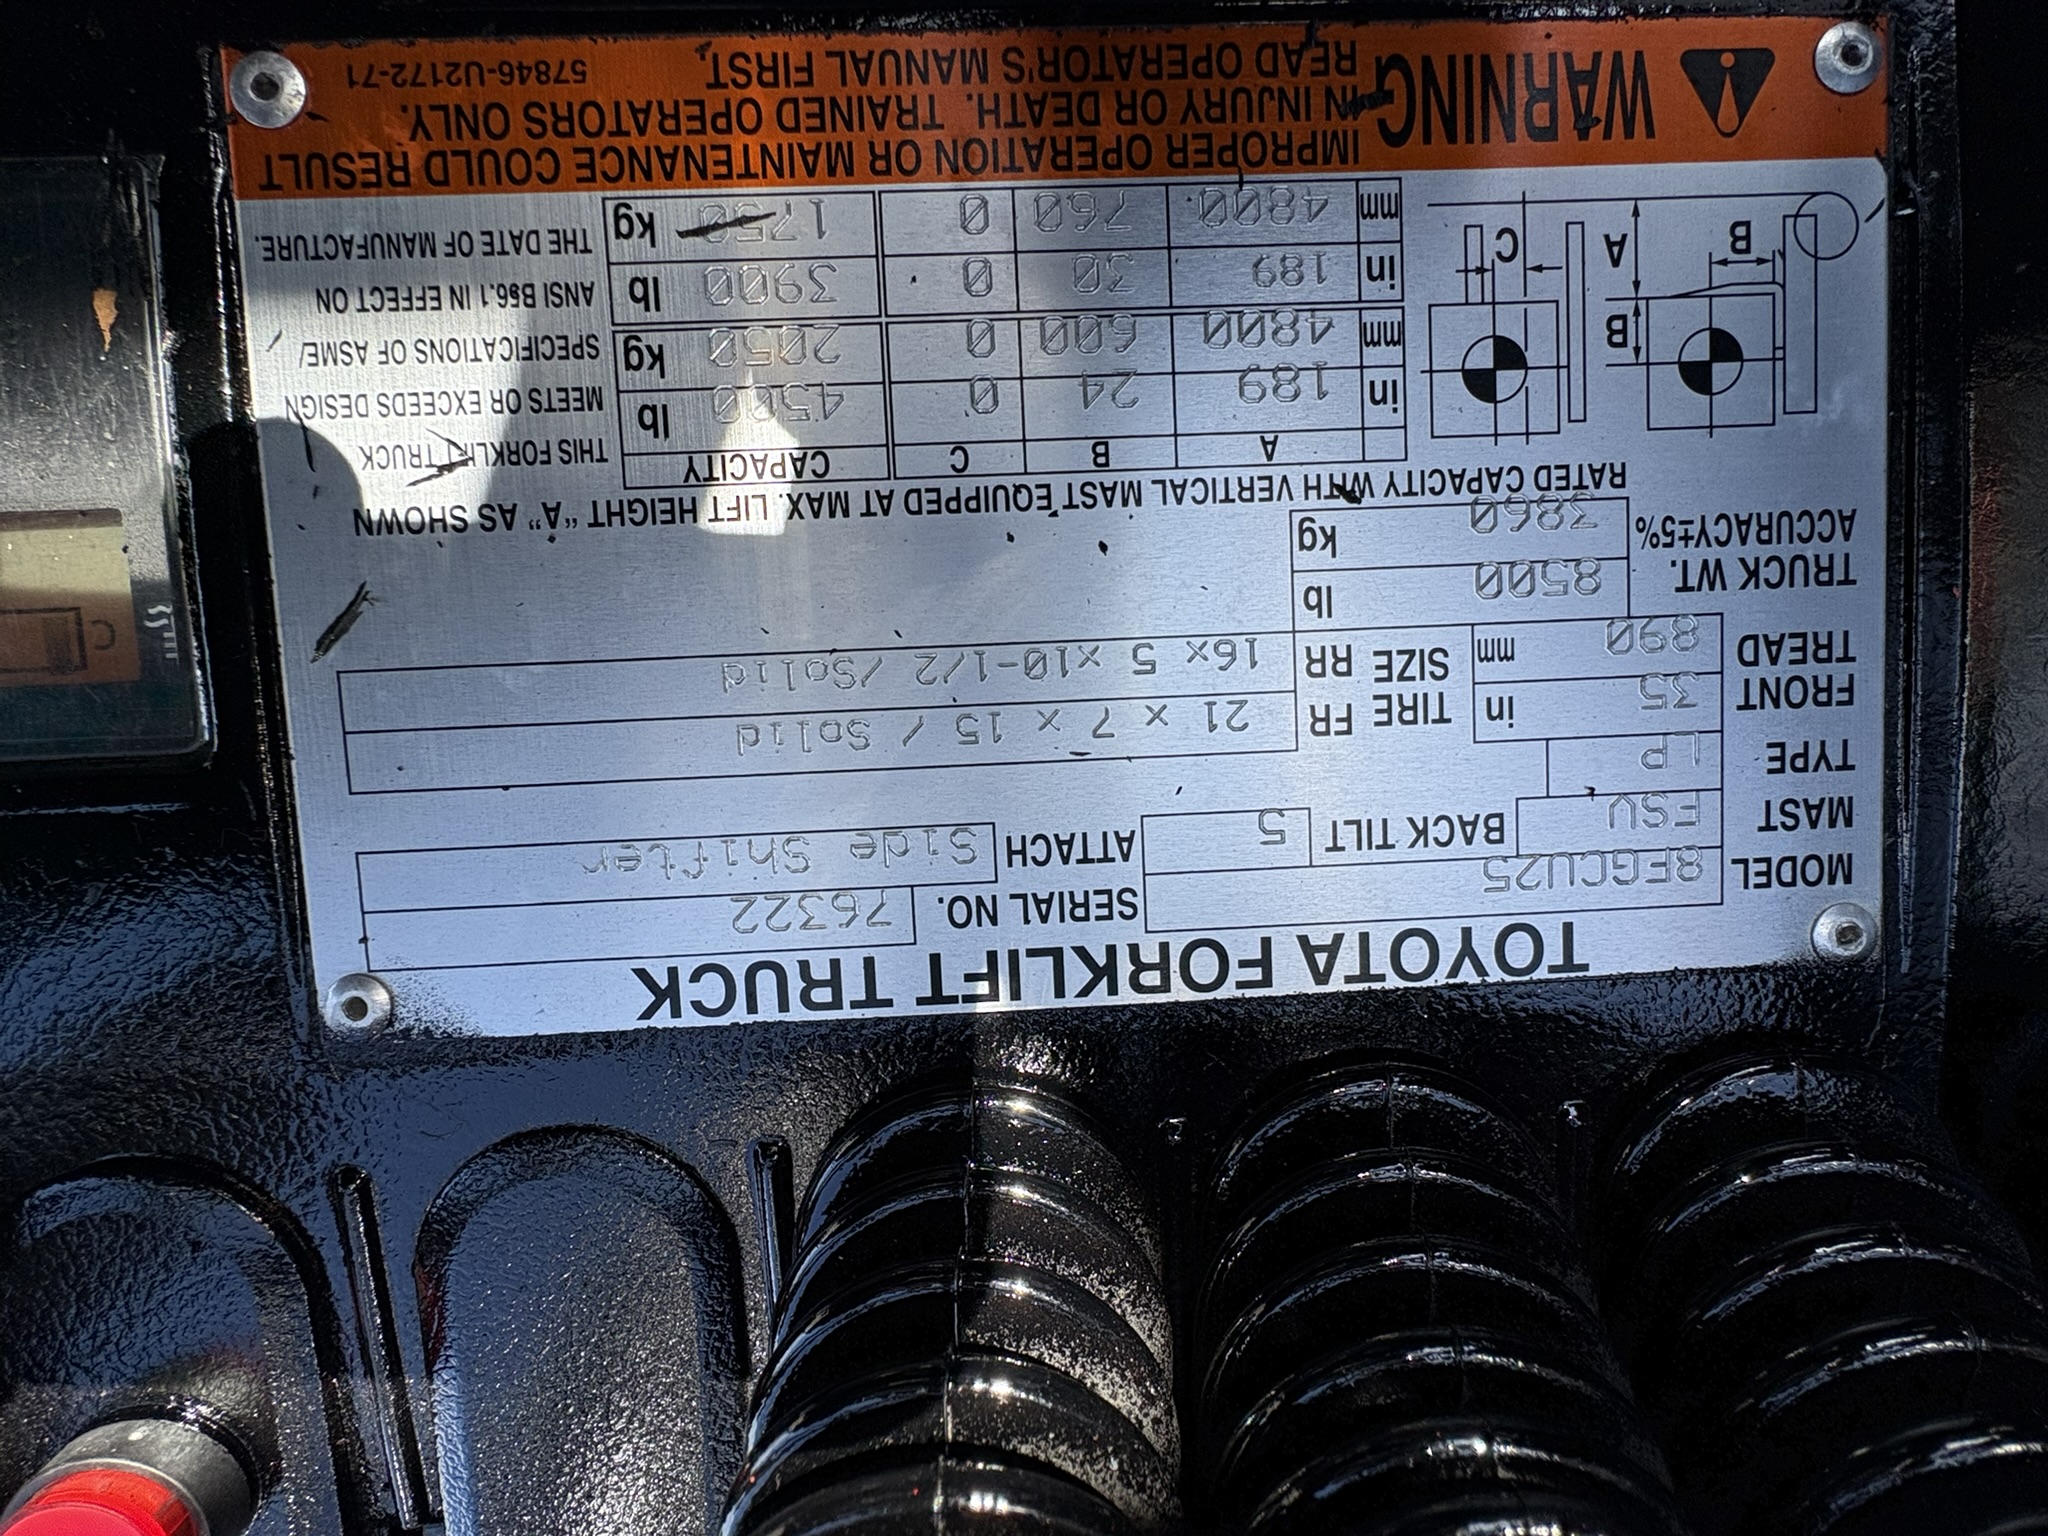 TOYOTA FORKLIFT TRUCK
MODEL 8FGCU25 SERIAL NO. 76322
MAST FSV BACK TILT 5 ATTACH Side Shifter
TYPE LP
FRONT TREAD in 35 mm 890
TIRE SIZE FR 21 x 7 x 15 / Solid
RR 16x 5 x10-1/2 /Solid
TRUCK WT. ACCURACY±5% 8500 lb
3860 kg
RATED CAPACITY WITH VERTICAL MAST EQUIPPED AT MAX. LIFT HEIGHT "A" AS SHOWN
A B C CAPACITY
in 189 24 0 4500 lb
mm 4800 600 0 2050 kg
in 189 30 0 3900 lb
mm 4800 760 0 1750 kg
B
A
B
C
THIS FORKLIFT TRUCK
MEETS OR EXCEEDS DESIGN
SPECIFICATIONS OF ASME/
ANSI B56.1 IN EFFECT ON
THE DATE OF MANUFACTURE.
WARNING
IMPROPER OPERATION OR MAINTENANCE COULD RESULT
IN INJURY OR DEATH. TRAINED OPERATORS ONLY.
READ OPERATOR'S MANUAL FIRST.
57846-U2172-71
C